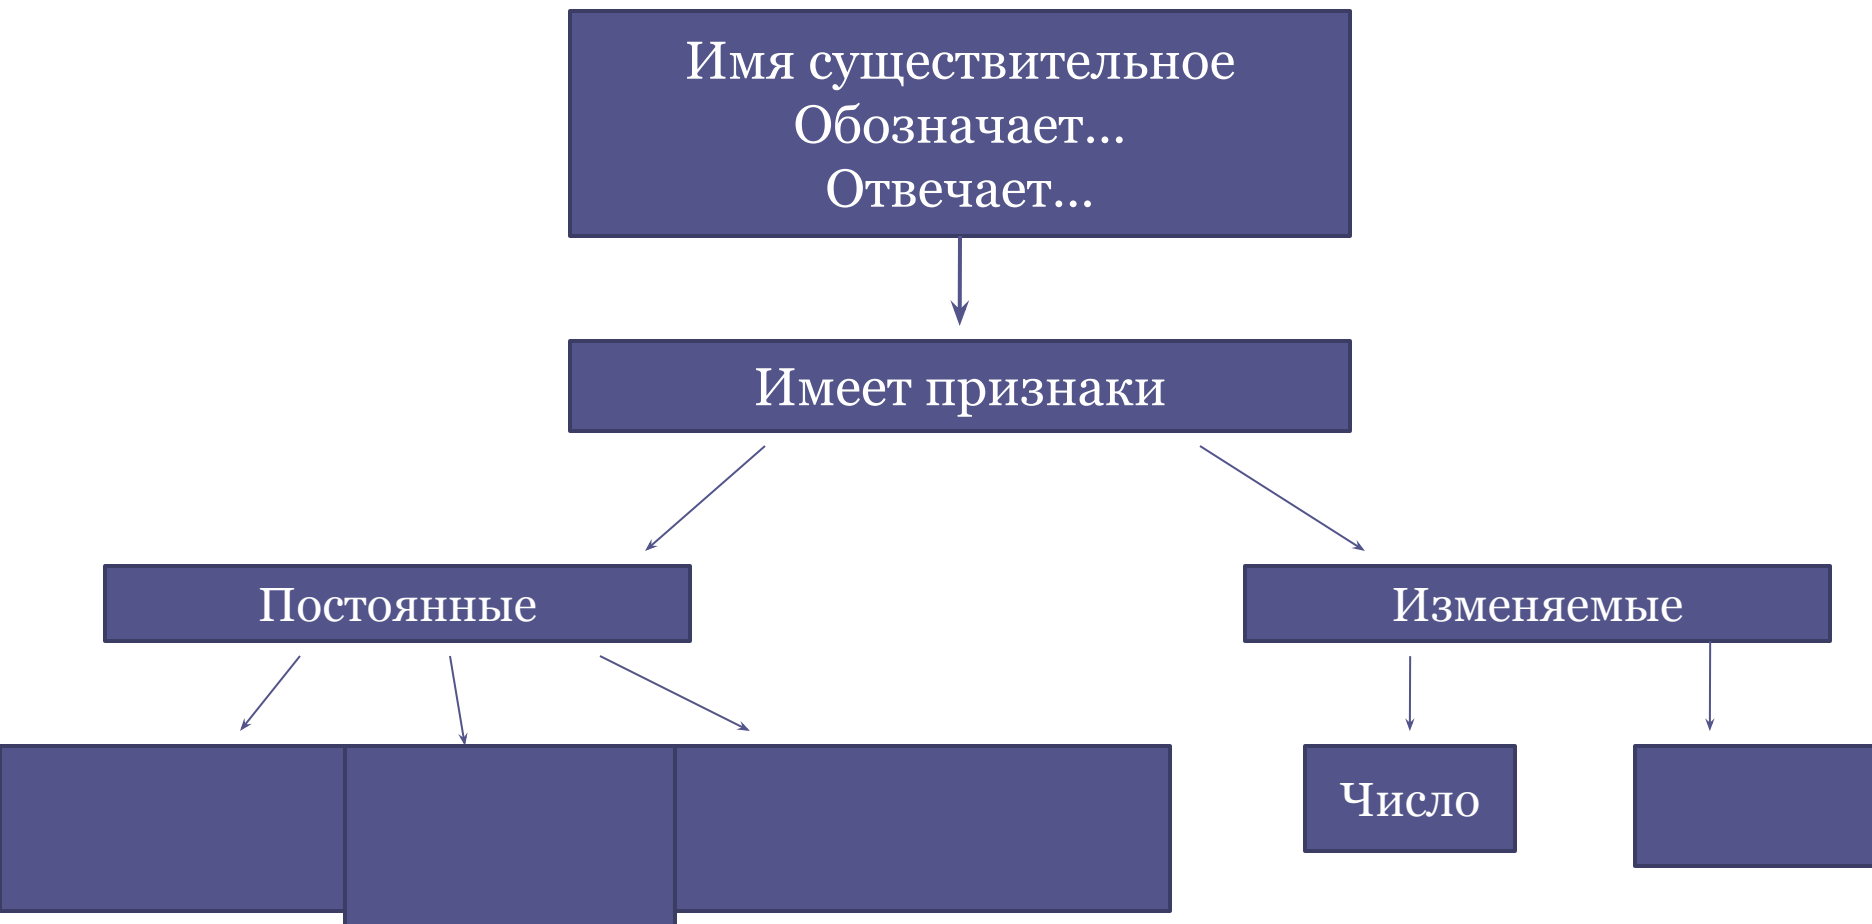 Имя существительное
Обозначает...
Отвечает...
Имеет признаки
Постоянные
Изменяемые
Число